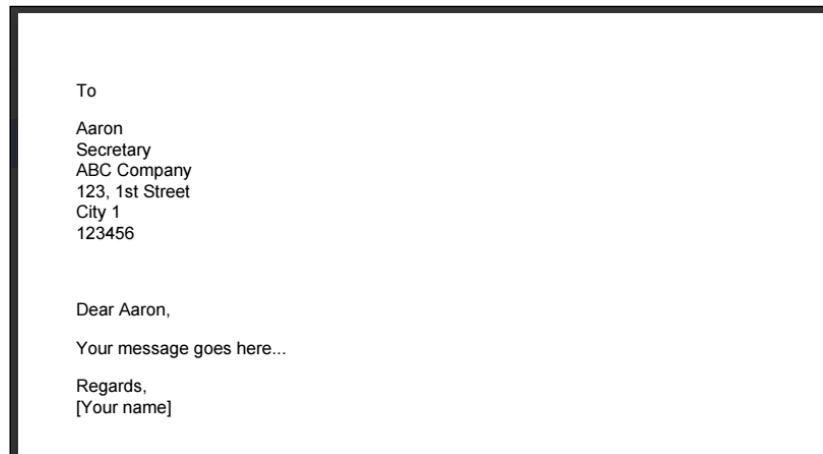 To
Aaron
Secretary
ABC Company
123, 1st Street
City 1
123456
Dear Aaron,
Your message goes here...
Regards,
[Your name]